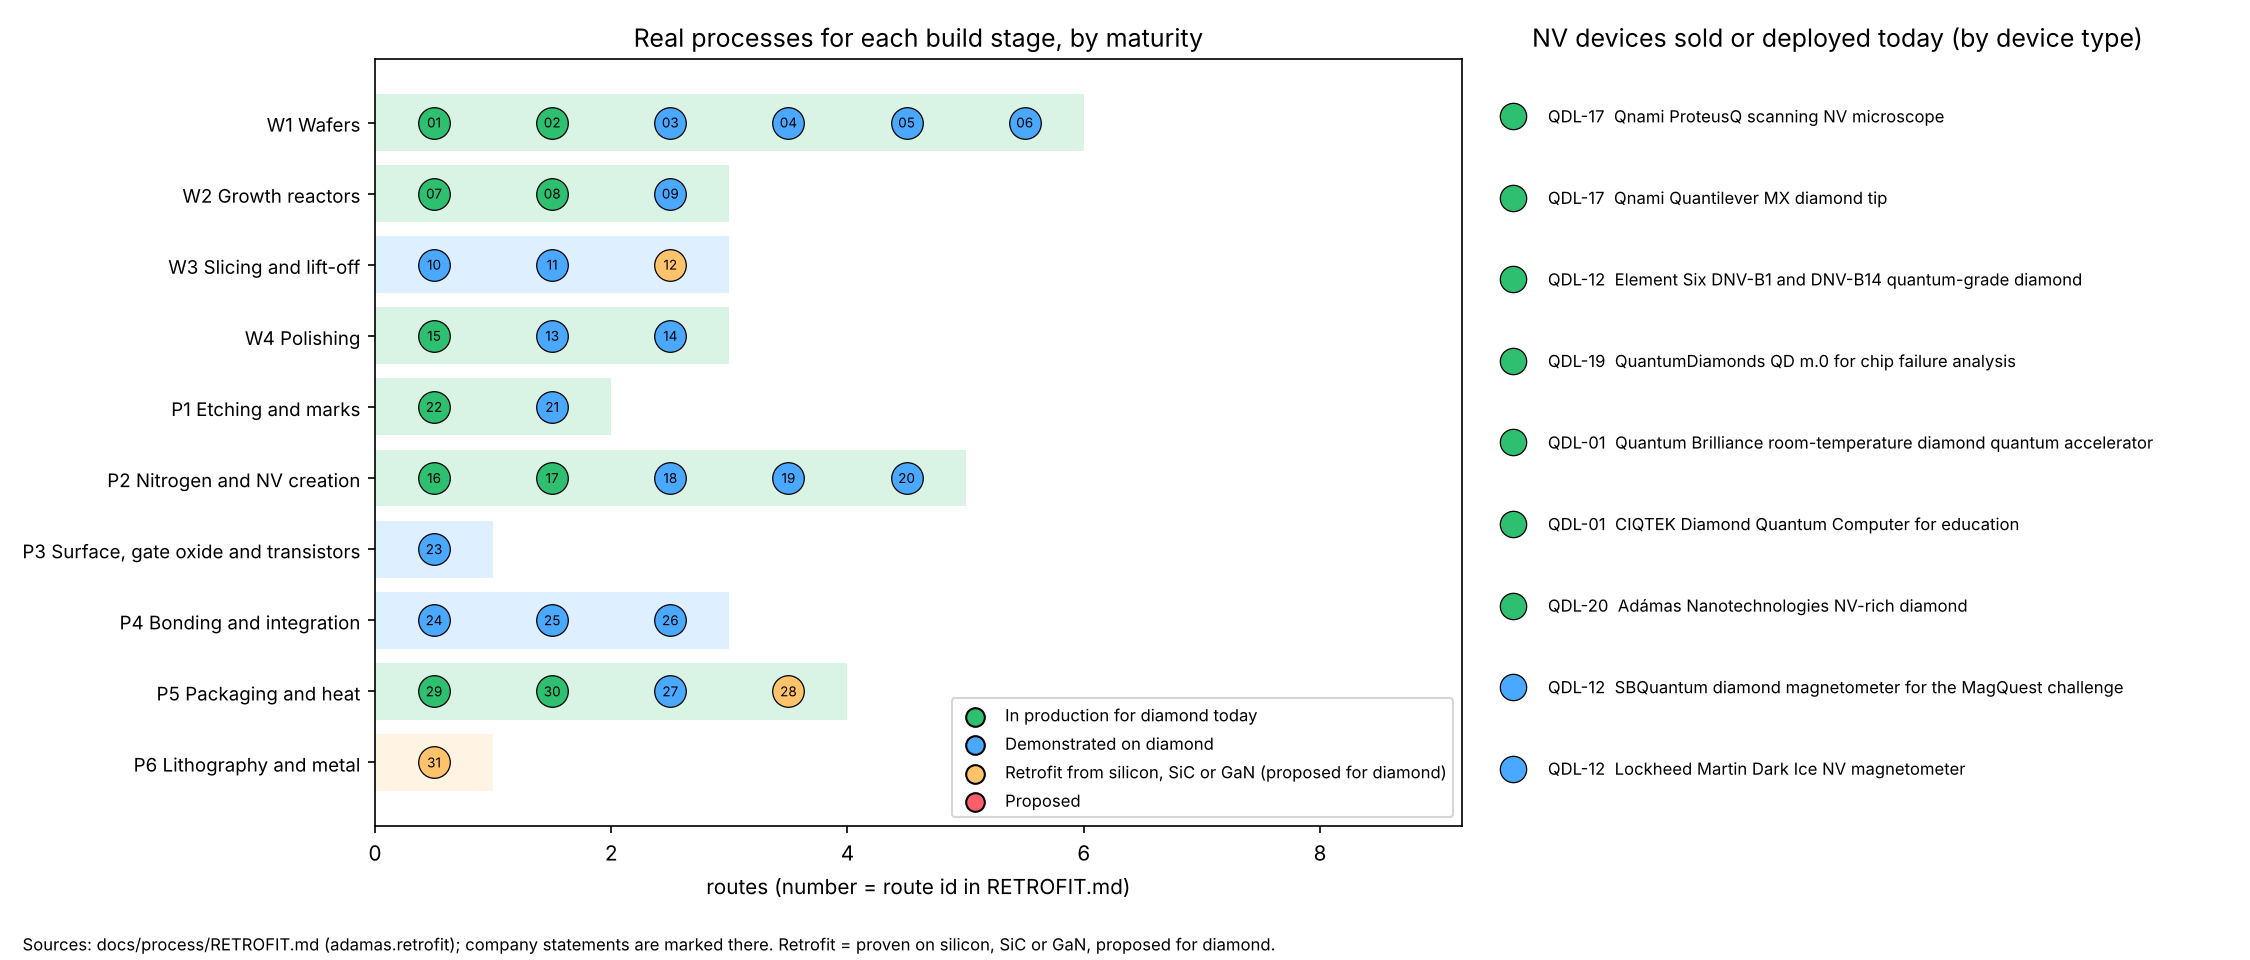 Real processes for each build stage, by maturity
W1 Wafers
01 02 03 04 05 06
W2 Growth reactors
07 08 09
W3 Slicing and lift-off
10 11 12
W4 Polishing
15 13 14
P1 Etching and marks
22 21
P2 Nitrogen and NV creation
16 17 18 19 20
P3 Surface, gate oxide and transistors
23
P4 Bonding and integration
24 25 26
P5 Packaging and heat
29 30 27 28
P6 Lithography and metal
31
In production for diamond today
Demonstrated on diamond
Retrofit from silicon, SiC or GaN (proposed for diamond)
Proposed
0 2 4 6 8
routes (number = route id in RETROFIT.md)
NV devices sold or deployed today (by device type)
QDL-17 Qnami ProteusQ scanning NV microscope
QDL-17 Qnami Quantilever MX diamond tip
QDL-12 Element Six DNV-B1 and DNV-B14 quantum-grade diamond
QDL-19 QuantumDiamonds QD m.0 for chip failure analysis
QDL-01 Quantum Brilliance room-temperature diamond quantum accelerator
QDL-01 CIQTEK Diamond Quantum Computer for education
QDL-20 Adámas Nanotechnologies NV-rich diamond
QDL-12 SBQuantum diamond magnetometer for the MagQuest challenge
QDL-12 Lockheed Martin Dark Ice NV magnetometer
Sources: docs/process/RETROFIT.md (adamas.retrofit); company statements are marked there. Retrofit = proven on silicon, SiC or GaN, proposed for diamond.